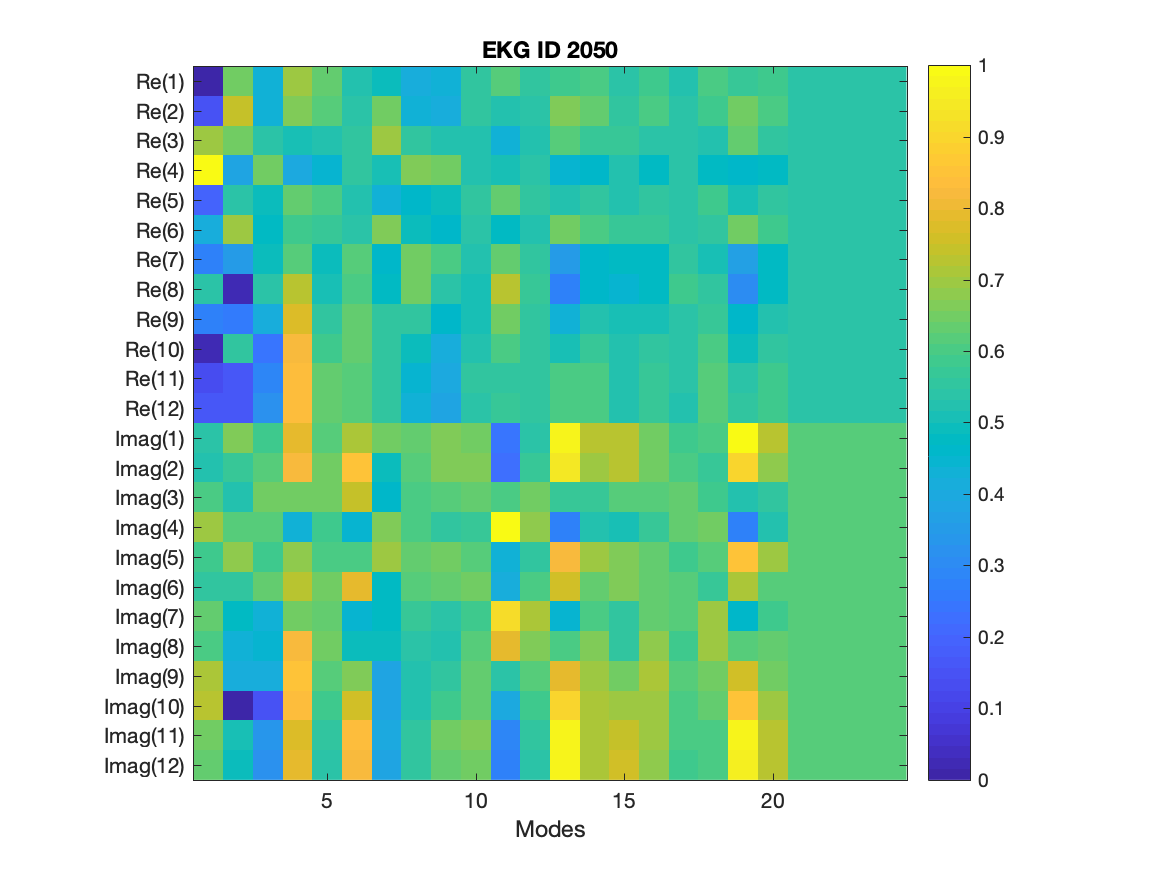 EKG ID 2050
Re(1)
Re(2)
Re(3)
Re(4)
Re(5)
Re(6)
Re(7)
Re(8)
Re(9)
Re(10)
Re(11)
Re(12)
Imag(1)
Imag(2)
Imag(3)
Imag(4)
Imag(5)
Imag(6)
Imag(7)
Imag(8)
Imag(9)
Imag(10)
Imag(11)
Imag(12)
5 10 15 20
Modes
1
0.9
0.8
0.7
0.6
0.5
0.4
0.3
0.2
0.1
0